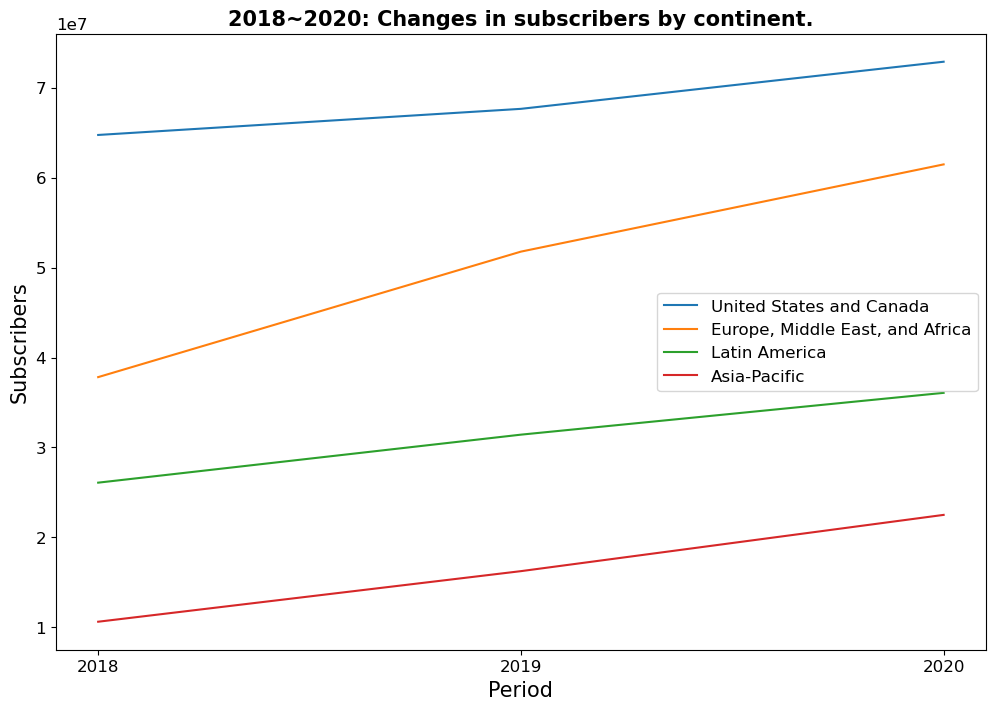 2018~2020: Changes in subscribers by continent.
1e7
7
6
5
4
3
2
1
Subscribers
United States and Canada
Europe, Middle East, and Africa
Latin America
Asia-Pacific
2018 2019 2020
Period